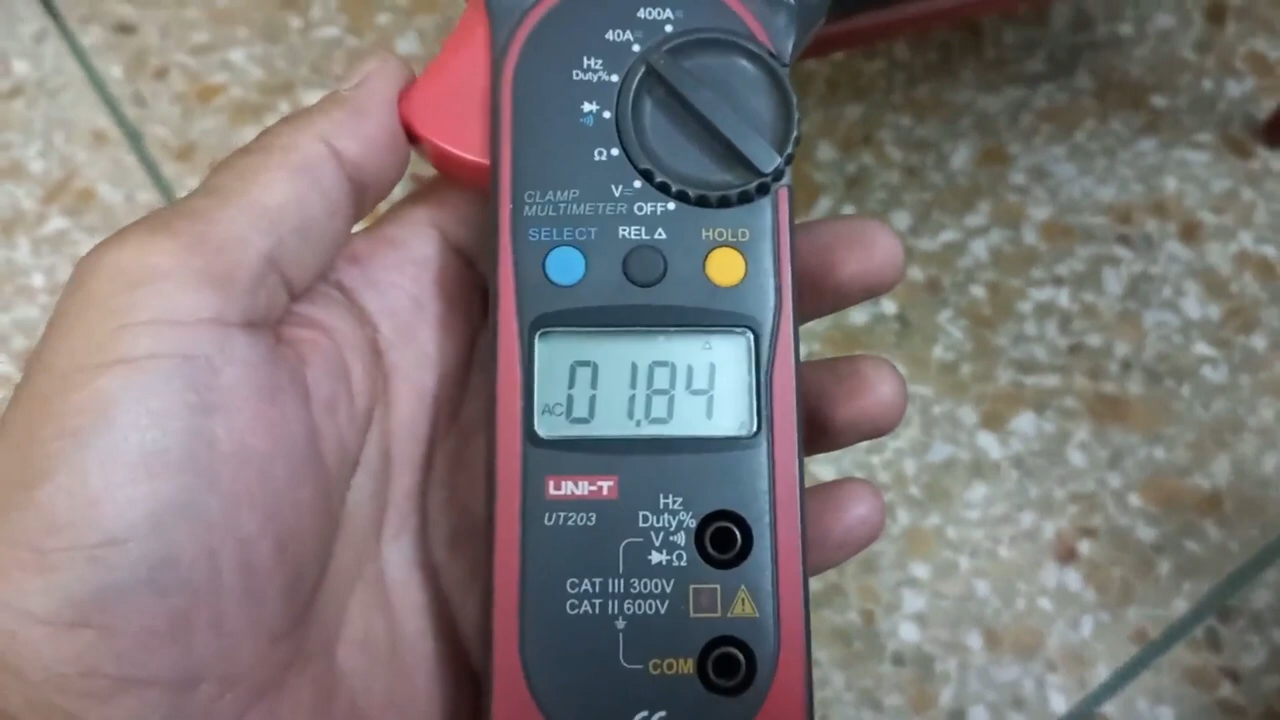 400A≂
40A≂
Hz
Duty%
Ω
V≂
OFF
CLAMP
MULTIMETER
SELECT REL Δ HOLD
Δ
AC 01.84
UNI-T
UT203
Hz
Duty%
V
Ω
CAT III 300V
CAT II 600V
COM